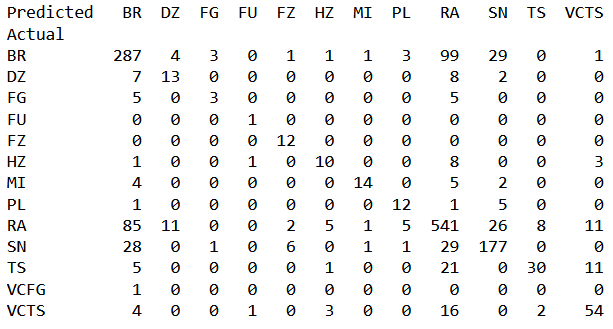 Predicted BR DZ FG FU FZ HZ MI PL RA SN TS VCTS
Actual
BR 287 4 3 0 1 1 1 3 99 29 0 1
DZ 7 13 0 0 0 0 0 0 8 2 0 0
FG 5 0 3 0 0 0 0 0 5 0 0 0
FU 0 0 0 1 0 0 0 0 0 0 0 0
FZ 0 0 0 0 12 0 0 0 0 0 0 0
HZ 1 0 0 1 0 10 0 0 8 0 0 3
MI 4 0 0 0 0 0 14 0 5 2 0 0
PL 1 0 0 0 0 0 0 12 1 5 0 0
RA 85 11 0 0 2 5 1 5 541 26 8 11
SN 28 0 1 0 6 0 1 1 29 177 0 0
TS 5 0 0 0 0 1 0 0 21 0 30 11
VCFG 1 0 0 0 0 0 0 0 0 0 0 0
VCTS 4 0 0 1 0 3 0 0 16 0 2 54